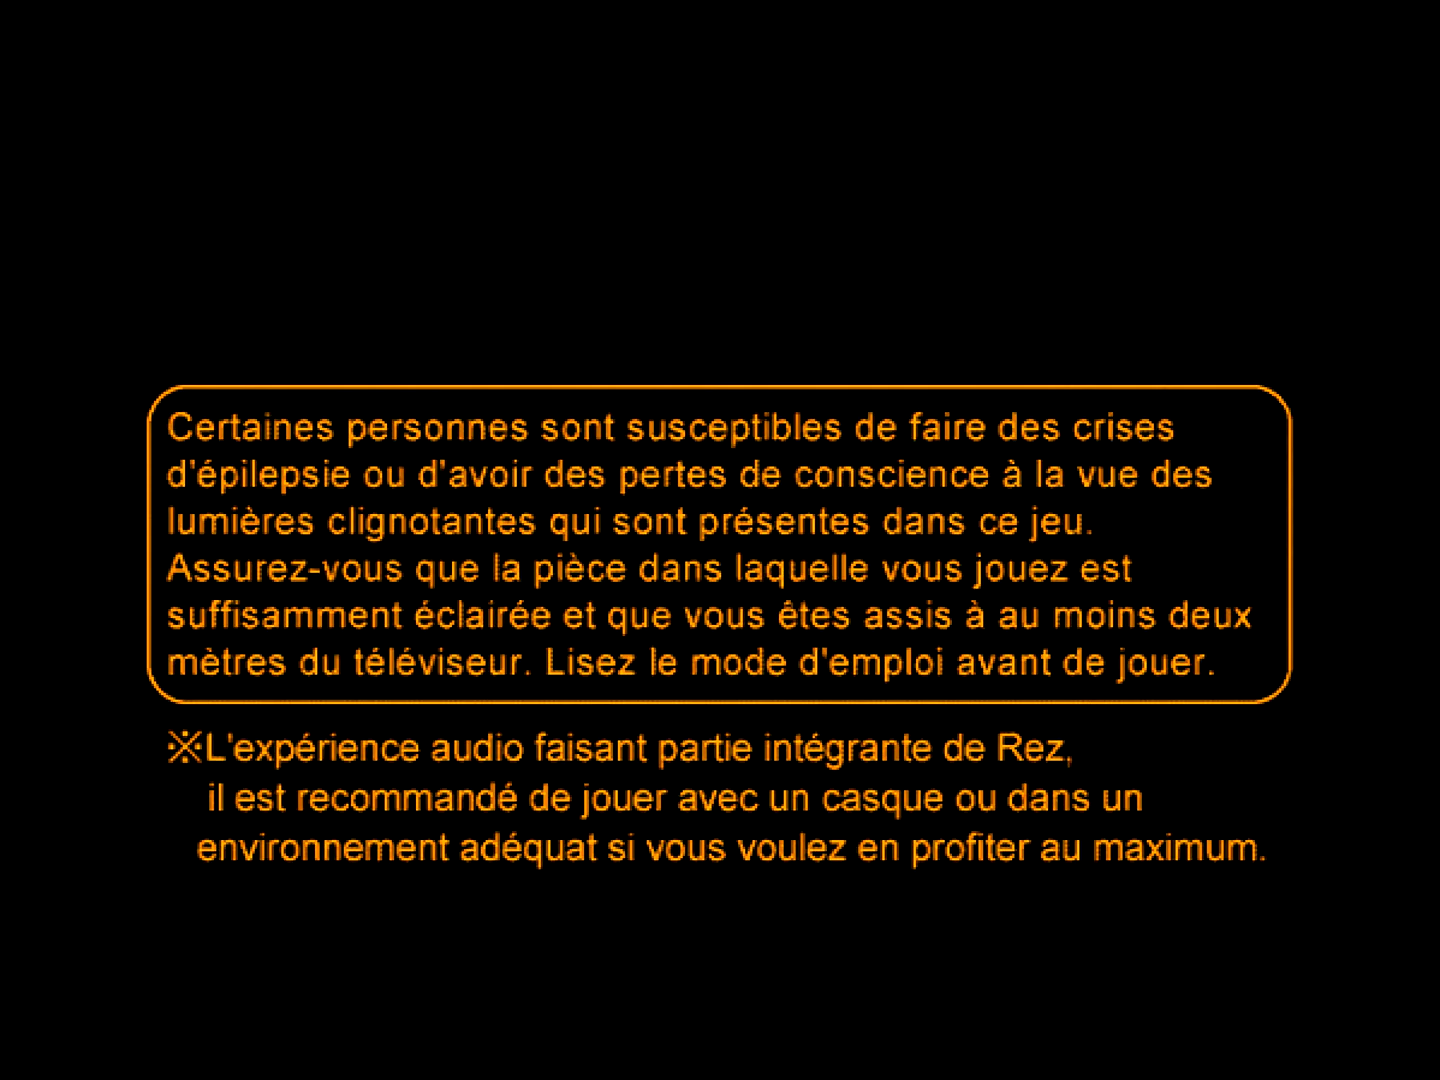 Certaines personnes sont susceptibles de faire des crises
d'épilepsie ou d'avoir des pertes de conscience à la vue des
lumières clignotantes qui sont présentes dans ce jeu.
Assurez-vous que la pièce dans laquelle vous jouez est
suffisamment éclairée et que vous êtes assis à au moins deux
mètres du téléviseur. Lisez le mode d'emploi avant de jouer.
※L'expérience audio faisant partie intégrante de Rez,
il est recommandé de jouer avec un casque ou dans un
environnement adéquat si vous voulez en profiter au maximum.